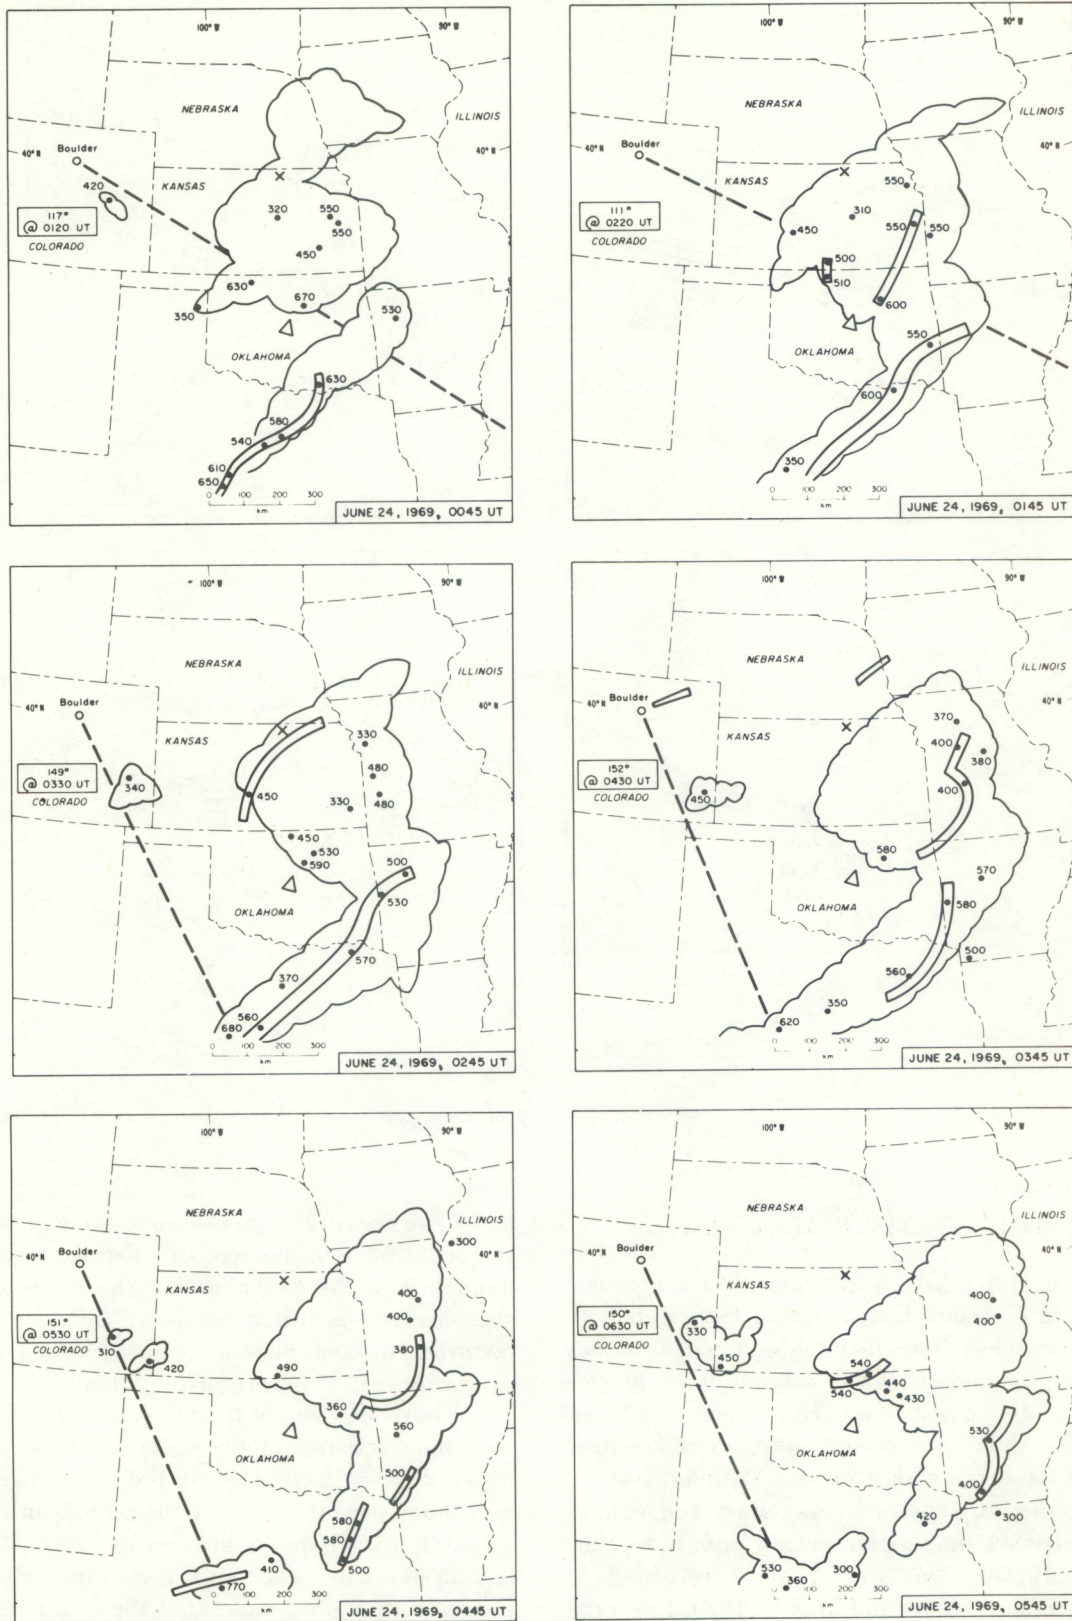 100° W
90° W
NEBRASKA
ILLINOIS
Boulder
40° N
40° N
420
KANSAS
117°
@ 0120 UT
COLORADO
320
550
550
450
630
670
350
530
OKLAHOMA
630
580
540
610
650
0 100 200 300
km
JUNE 24, 1969, 0045 UT
100° W
90° W
NEBRASKA
ILLINOIS
Boulder
40° N
40° N
KANSAS
550
111°
@ 0220 UT
COLORADO
310
450
550
550
500
510
600
OKLAHOMA
550
600
350
0 100 200 300
km
JUNE 24, 1969, 0145 UT
100° W
90° W
NEBRASKA
ILLINOIS
Boulder
40° N
40° N
KANSAS
330
149°
@ 0330 UT
COLORADO
340
480
480
450
330
450
530
590
500
530
OKLAHOMA
570
370
560
680
0 100 200 300
km
JUNE 24, 1969, 0245 UT
100° W
90° W
NEBRASKA
ILLINOIS
Boulder
40° N
40° N
KANSAS
370
400
380
152°
@ 0430 UT
COLORADO
450
400
580
570
OKLAHOMA
580
500
560
350
620
0 100 200 300
km
JUNE 24, 1969, 0345 UT
100° W
90° W
NEBRASKA
ILLINOIS
300
Boulder
40° N
40° N
KANSAS
400
400
151°
@ 0530 UT
COLORADO
310
420
380
490
360
560
OKLAHOMA
500
580
580
500
410
770
JUNE 24, 1969, 0445 UT
100° W
90° W
NEBRASKA
ILLINOIS
Boulder
40° N
40° N
KANSAS
400
400
150°
@ 0630 UT
COLORADO
330
450
540
540
440
430
530
OKLAHOMA
400
420
300
530
360
300
JUNE 24, 1969, 0545 UT